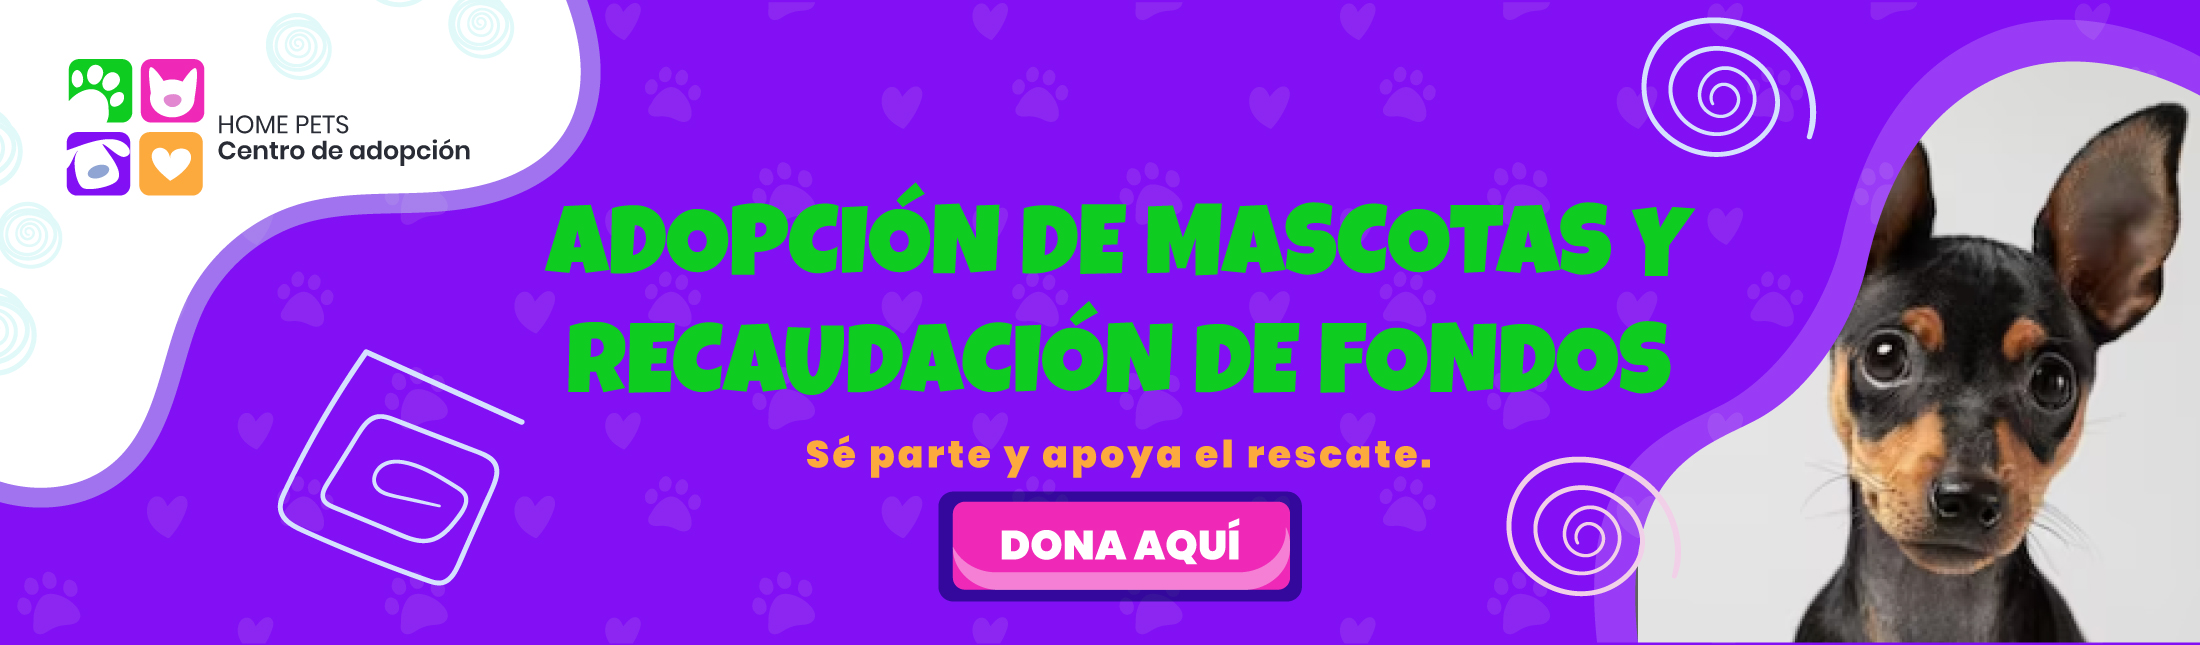 HOME PETS
Centro de adopción
ADOPCIÓN DE MASCOTAS Y
RECAUDACIÓN DE FONDOS
Sé parte y apoya el rescate.
DONA AQUÍ